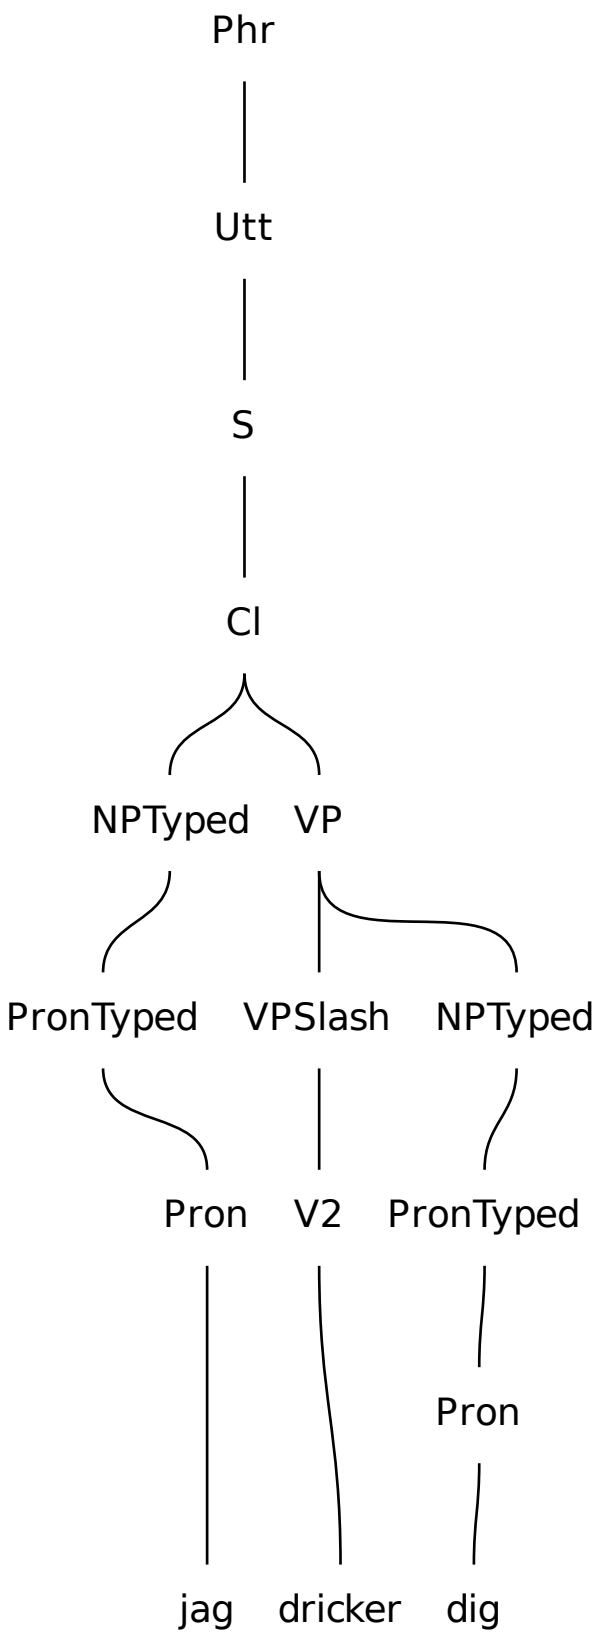 Phr
Utt
S
Cl
NPTyped VP
PronTyped VPSlash NPTyped
Pron V2 PronTyped
Pron
jag dricker dig